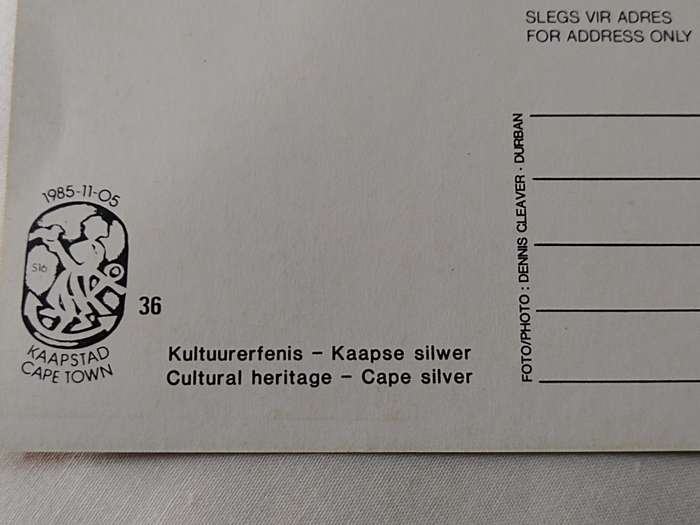 SLEGS VIR ADRES
FOR ADDRESS ONLY
FOTO/PHOTO : DENNIS CLEAVER · DURBAN
1985-11-05
S16
KAAPSTAD
CAPE TOWN
36
Kultuurerfenis – Kaapse silwer
Cultural heritage – Cape silver